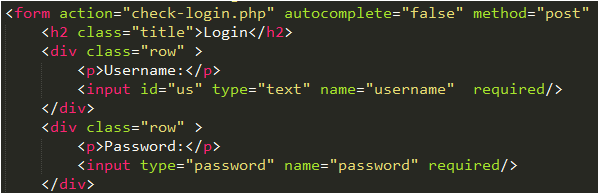 <form action="check-login.php" autocomplete="false" method="post"
<h2 class="title">Login</h2>
<div class="row" >
<p>Username:</p>
<input id="us" type="text" name="username"  required/>
</div>
<div class="row" >
<p>Password:</p>
<input type="password" name="password" required/>
</div>